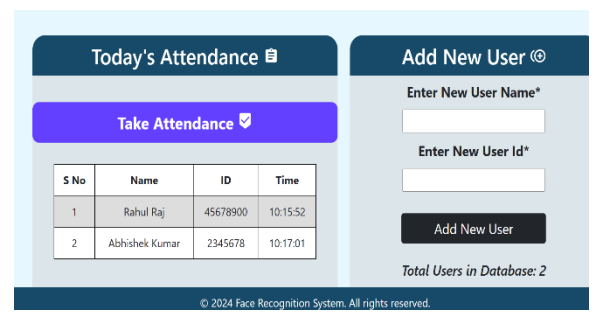 Today's Attendance
Take Attendance
S No Name ID Time
1 Rahul Raj 45678900 10:15:52
2 Abhishek Kumar 2345678 10:17:01
Add New User
Enter New User Name*
Enter New User Id*
Add New User
Total Users in Database: 2
© 2024 Face Recognition System. All rights reserved.